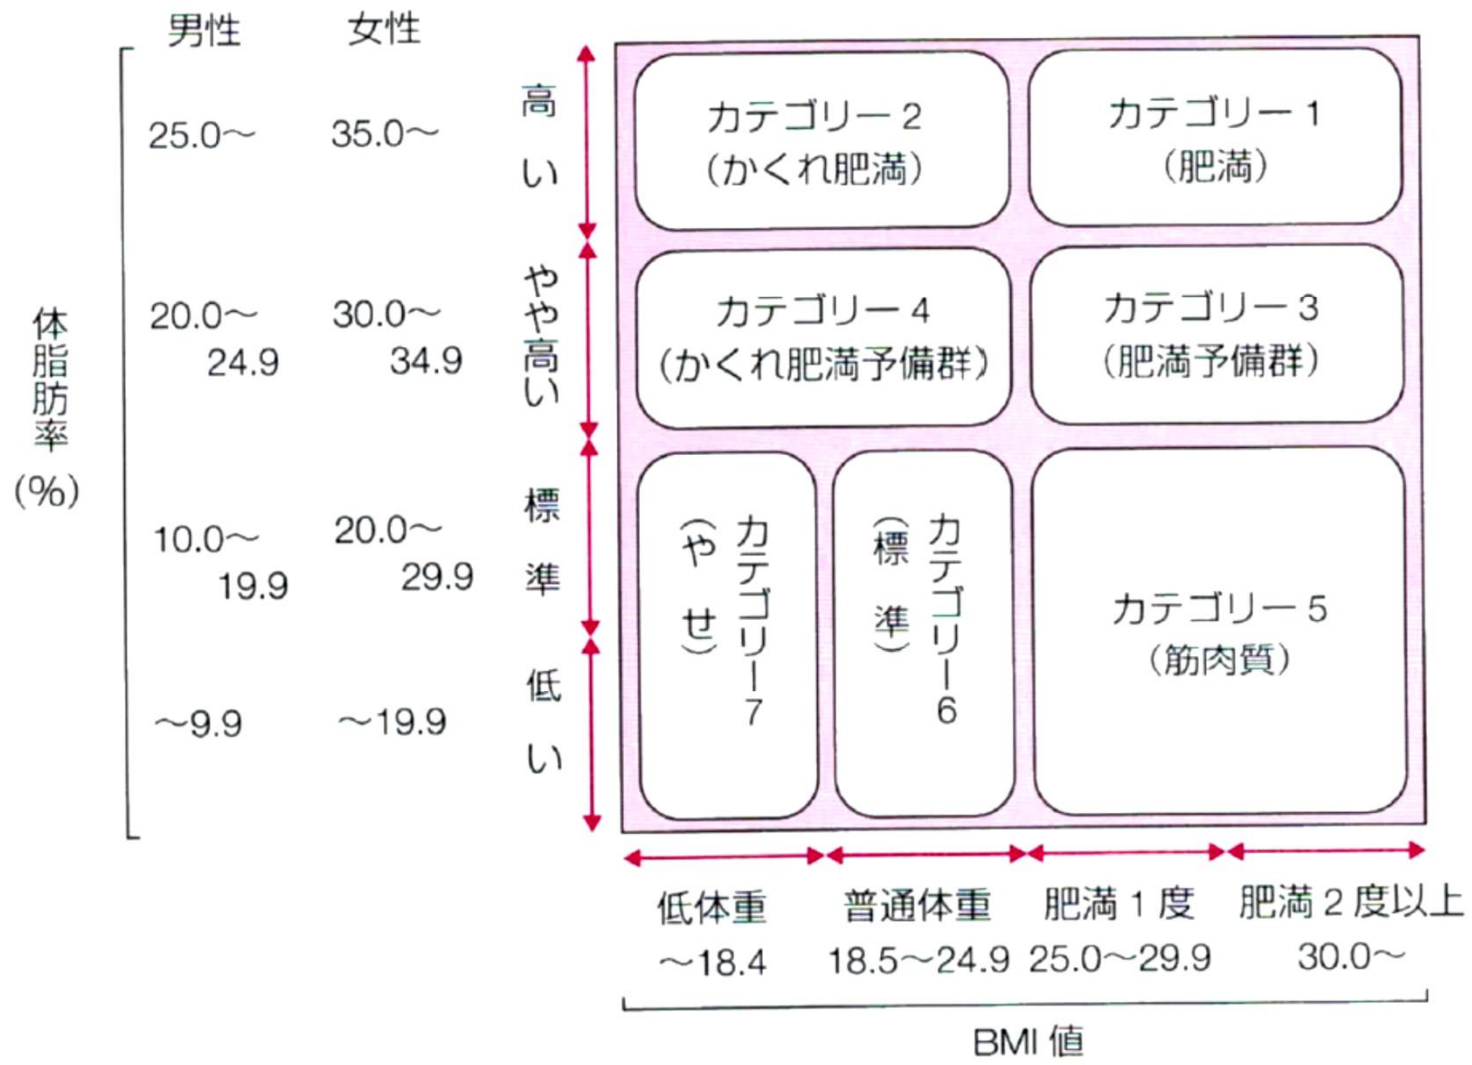 男性 女性
25.0〜 35.0〜
高い
カテゴリー2
(かくれ肥満)
カテゴリー1
(肥満)
20.0〜
24.9
30.0〜
34.9
やや高い
カテゴリー4
(かくれ肥満予備群)
カテゴリー3
(肥満予備群)
体脂肪率
(%)
10.0〜
19.9
20.0〜
29.9
標準
〜9.9 〜19.9
低い
カテゴリー7
(やせ)
カテゴリー6
(標準)
カテゴリー5
(筋肉質)
低体重 普通体重 肥満1度 肥満2度以上
〜18.4 18.5〜24.9 25.0〜29.9 30.0〜
BMI値